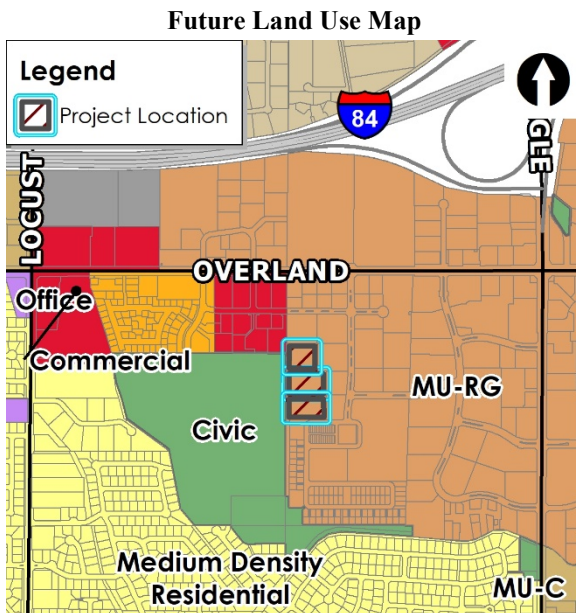 Future Land Use Map
Legend
Project Location
84
GLE
LOCUST
OVERLAND
Office
Commercial
MU-RG
Civic
Medium Density
Residential
MU-C